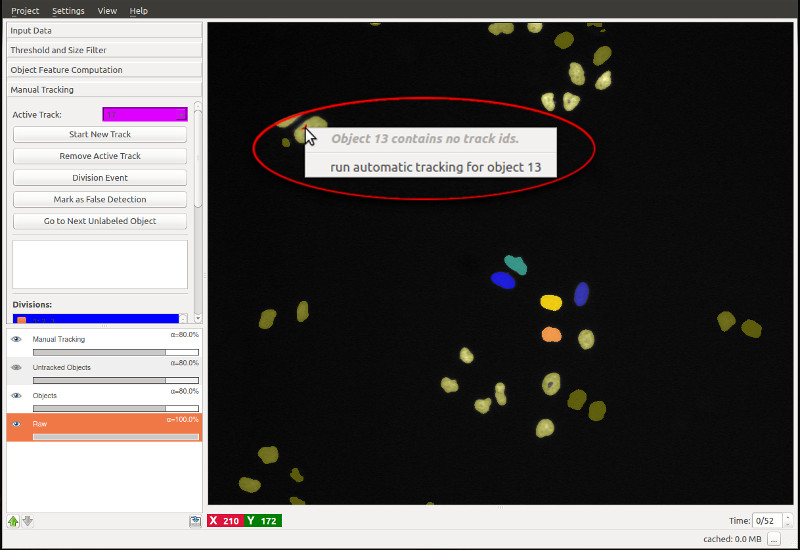 Project Settings View Help
Input Data
Threshold and Size Filter
Object Feature Computation
Manual Tracking
Active Track:
Start New Track
Remove Active Track
Division Event
Mark as False Detection
Go to Next Unlabeled Object
Divisions:
Object 13 contains no track ids.
run automatic tracking for object 13
α=80.0%
Manual Tracking
α=80.0%
Untracked Objects
α=80.0%
Objects
α=100.0%
Raw
X 210 Y 172
Time: 0/52
cached: 0.0 MB ...